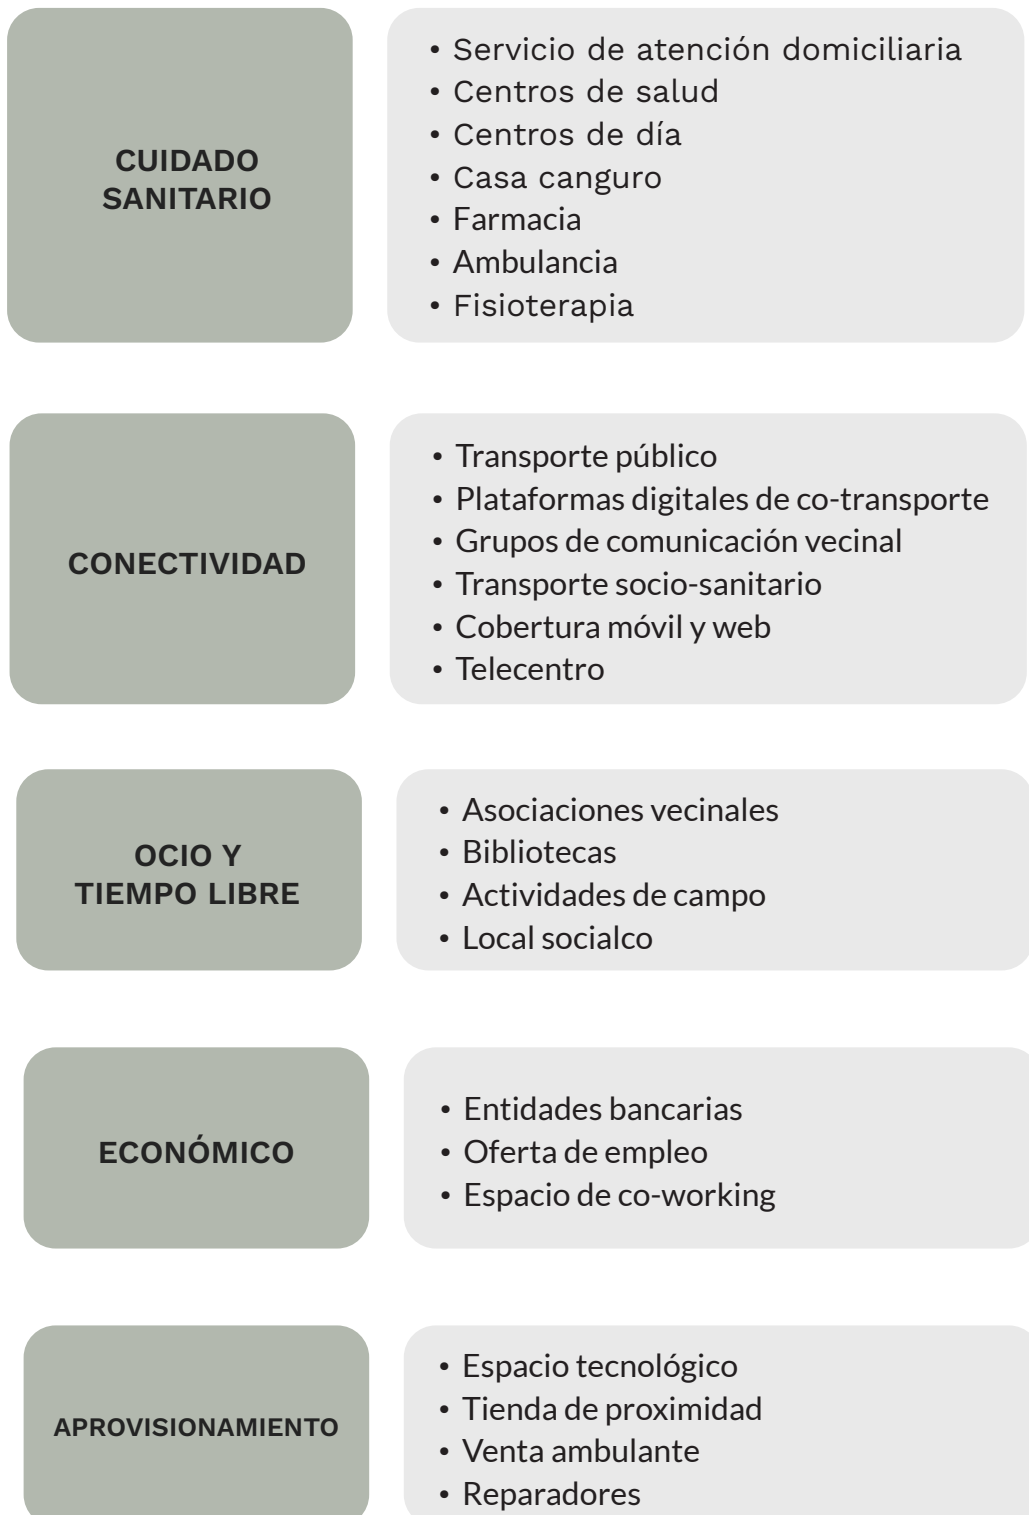 CUIDADO
SANITARIO
• Servicio de atención domiciliaria
• Centros de salud
• Centros de día
• Casa canguro
• Farmacia
• Ambulancia
• Fisioterapia
CONECTIVIDAD
• Transporte público
• Plataformas digitales de co-transporte
• Grupos de comunicación vecinal
• Transporte socio-sanitario
• Cobertura móvil y web
• Telecentro
OCIO Y
TIEMPO LIBRE
• Asociaciones vecinales
• Bibliotecas
• Actividades de campo
• Local socialco
ECONÓMICO
• Entidades bancarias
• Oferta de empleo
• Espacio de co-working
APROVISIONAMIENTO
• Espacio tecnológico
• Tienda de proximidad
• Venta ambulante
• Reparadores